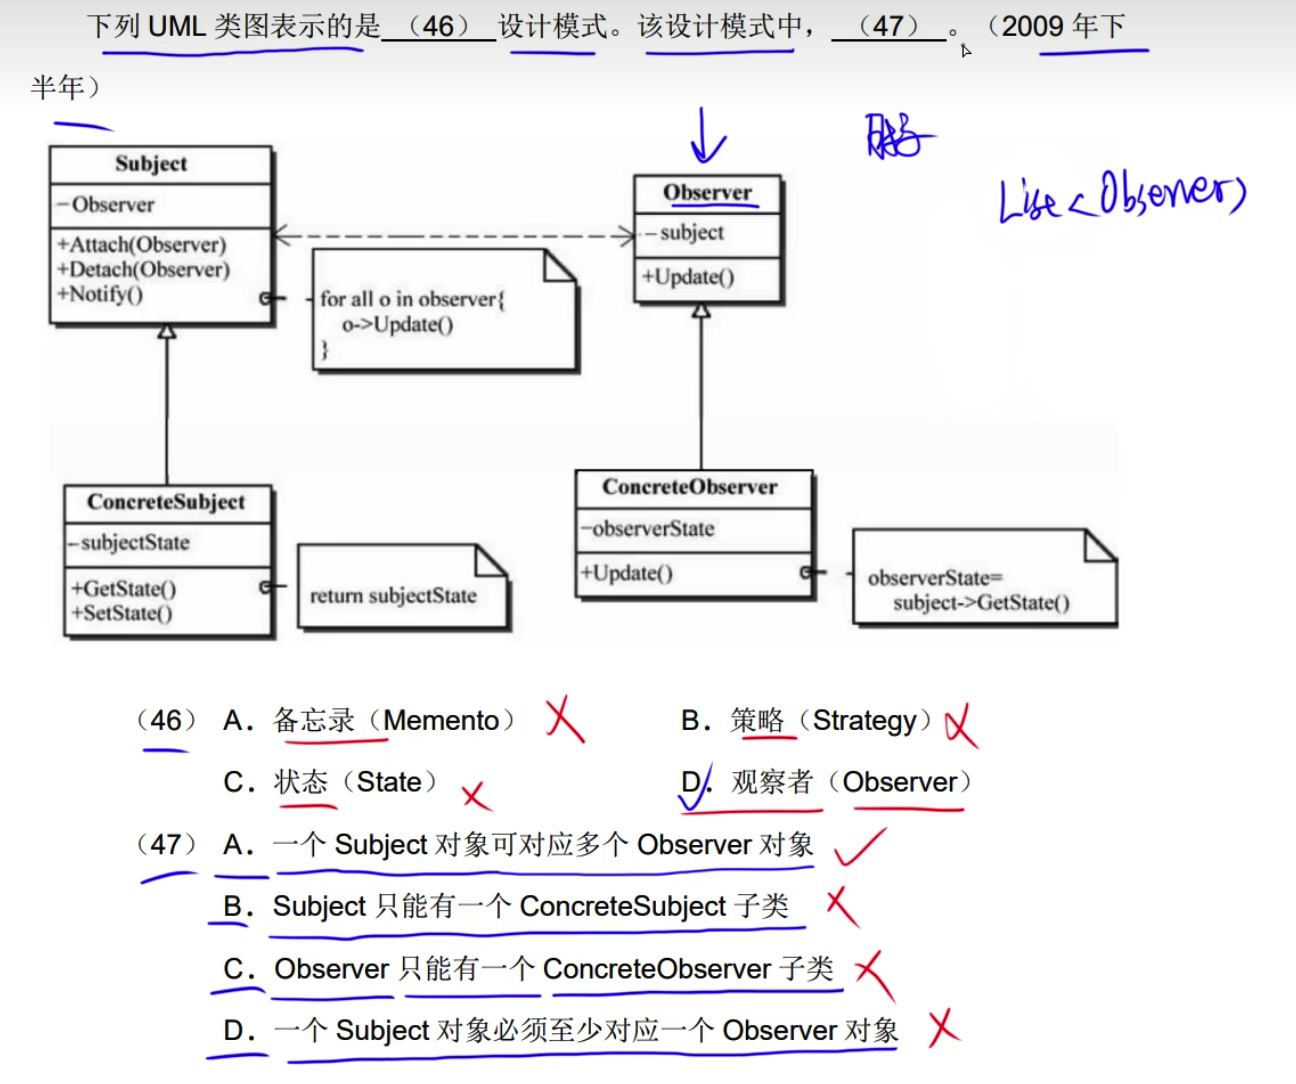 下列 UML 类图表示的是 （46） 设计模式。该设计模式中， （47） 。（2009 年下
半年）
Subject
-Observer
+Attach(Observer)
+Detach(Observer)
+Notify()
for all o in observer{
o->Update()
}
Observer
-subject
+Update()
List<Observer>
ConcreteSubject
-subjectState
+GetState()
+SetState()
return subjectState
ConcreteObserver
-observerState
+Update()
observerState=
subject->GetState()
（46） A. 备忘录（Memento） B. 策略（Strategy）
C. 状态（State） D. 观察者（Observer）
（47） A. 一个 Subject 对象可对应多个 Observer 对象
B. Subject 只能有一个 ConcreteSubject 子类
C. Observer 只能有一个 ConcreteObserver 子类
D. 一个 Subject 对象必须至少对应一个 Observer 对象